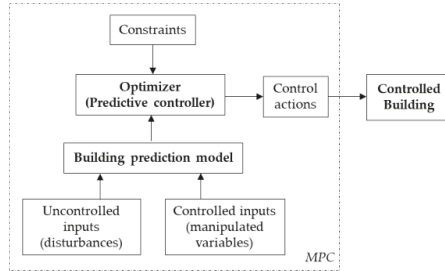 Constraints
Optimizer
(Predictive controller)
Control
actions
Controlled
Building
Building prediction model
Uncontrolled
inputs
(disturbances)
Controlled inputs
(manipulated
variables)
MPC